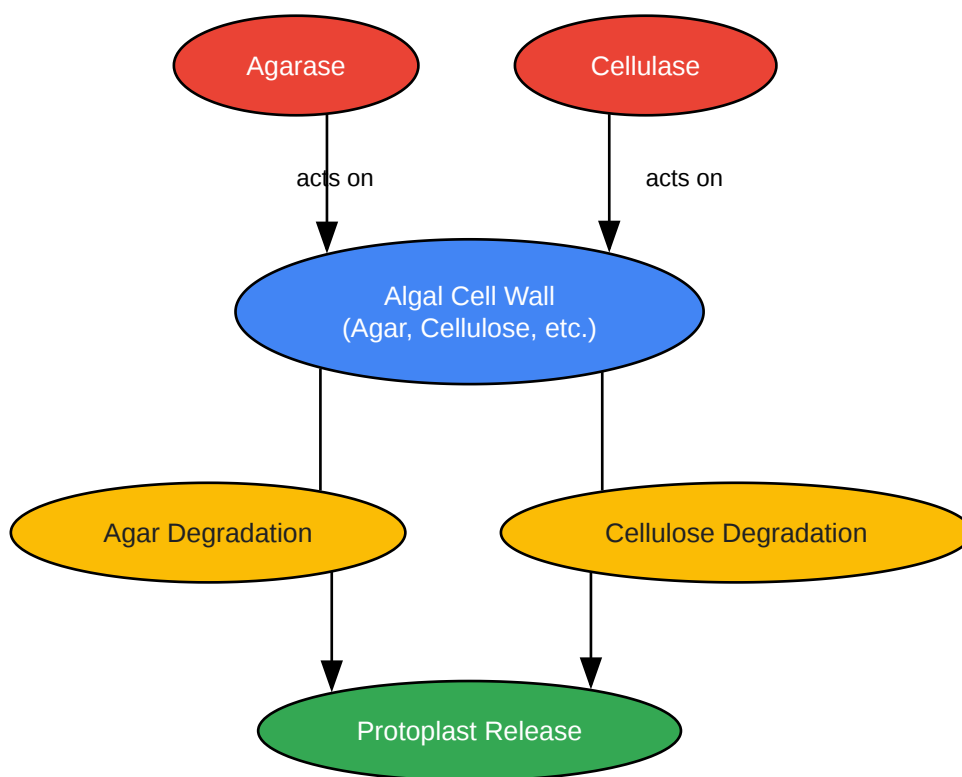 Agarase
Cellulase
acts on
acts on
Algal Cell Wall
(Agar, Cellulose, etc.)
Agar Degradation
Cellulose Degradation
Protoplast Release